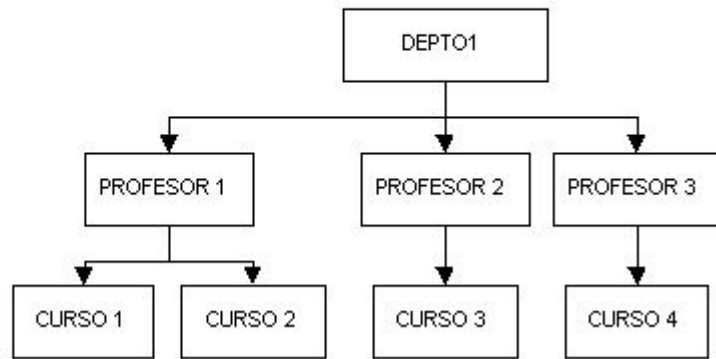 DEPTO1
PROFESOR 1
PROFESOR 2
PROFESOR 3
CURSO 1
CURSO 2
CURSO 3
CURSO 4